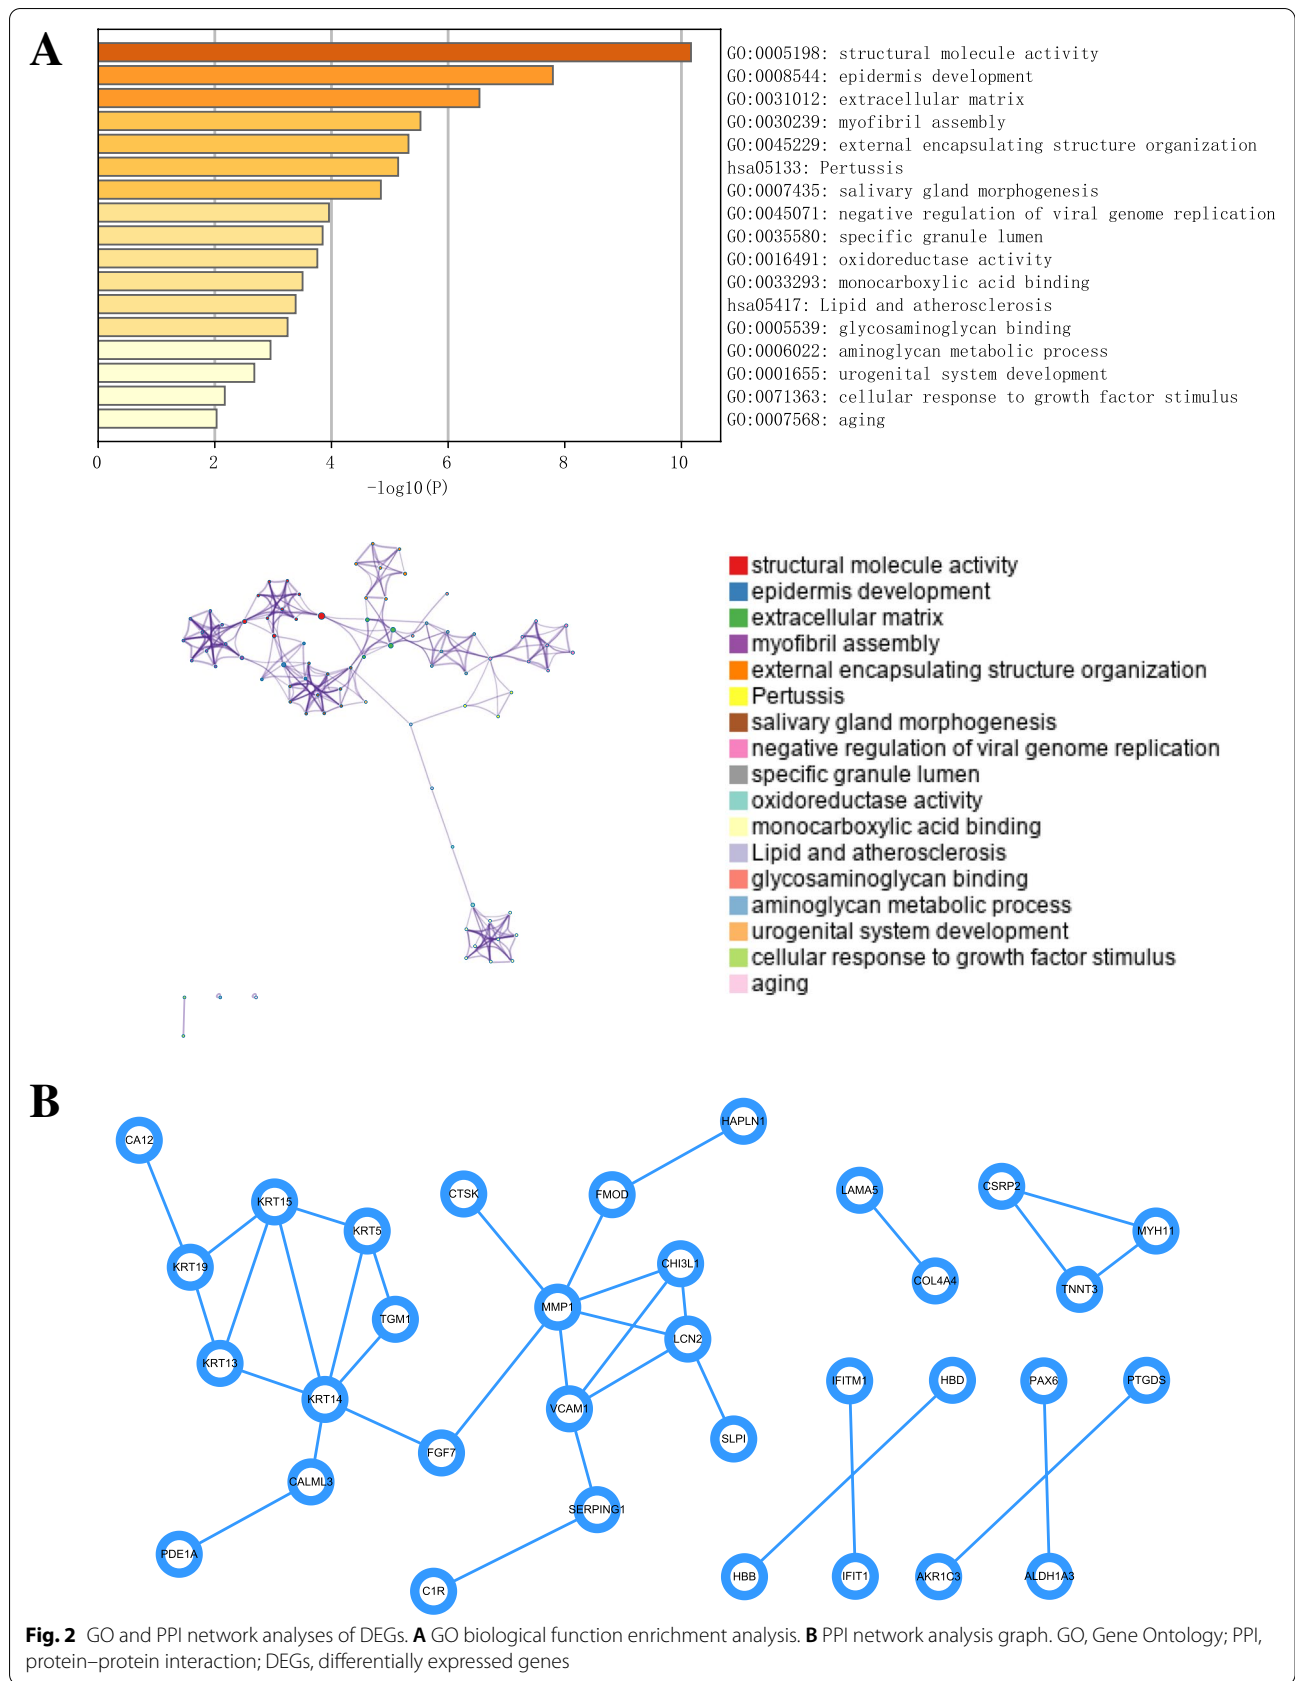 A
GO:0005198: structural molecule activity
GO:0008544: epidermis development
GO:0031012: extracellular matrix
GO:0030239: myofibril assembly
GO:0045229: external encapsulating structure organization
hsa05133: Pertussis
GO:0007435: salivary gland morphogenesis
GO:0045071: negative regulation of viral genome replication
GO:0035580: specific granule lumen
GO:0016491: oxidoreductase activity
GO:0033293: monocarboxylic acid binding
hsa05417: Lipid and atherosclerosis
GO:0005539: glycosaminoglycan binding
GO:0006022: aminoglycan metabolic process
GO:0001655: urogenital system development
GO:0071363: cellular response to growth factor stimulus
GO:0007568: aging
0 2 4 6 8 10
-log10(P)
structural molecule activity
epidermis development
extracellular matrix
myofibril assembly
external encapsulating structure organization
Pertussis
salivary gland morphogenesis
negative regulation of viral genome replication
specific granule lumen
oxidoreductase activity
monocarboxylic acid binding
Lipid and atherosclerosis
glycosaminoglycan binding
aminoglycan metabolic process
urogenital system development
cellular response to growth factor stimulus
aging
B
HAPLN1
CA12
CTSK
FMOD
LAMA5
CSRP2
KRT15
KRT5
MYH11
KRT19
CHI3L1
COL4A4
TNNT3
MMP1
TGM1
LCN2
KRT13
KRT14
VCAM1
IFITM1
HBD
PAX6
PTGDS
FGF7
SLPI
CALML3
SERPING1
PDE1A
C1R
HBB
IFIT1
AKR1C3
ALDH1A3
Fig. 2 GO and PPI network analyses of DEGs. A GO biological function enrichment analysis. B PPI network analysis graph. GO, Gene Ontology; PPI,
protein–protein interaction; DEGs, differentially expressed genes